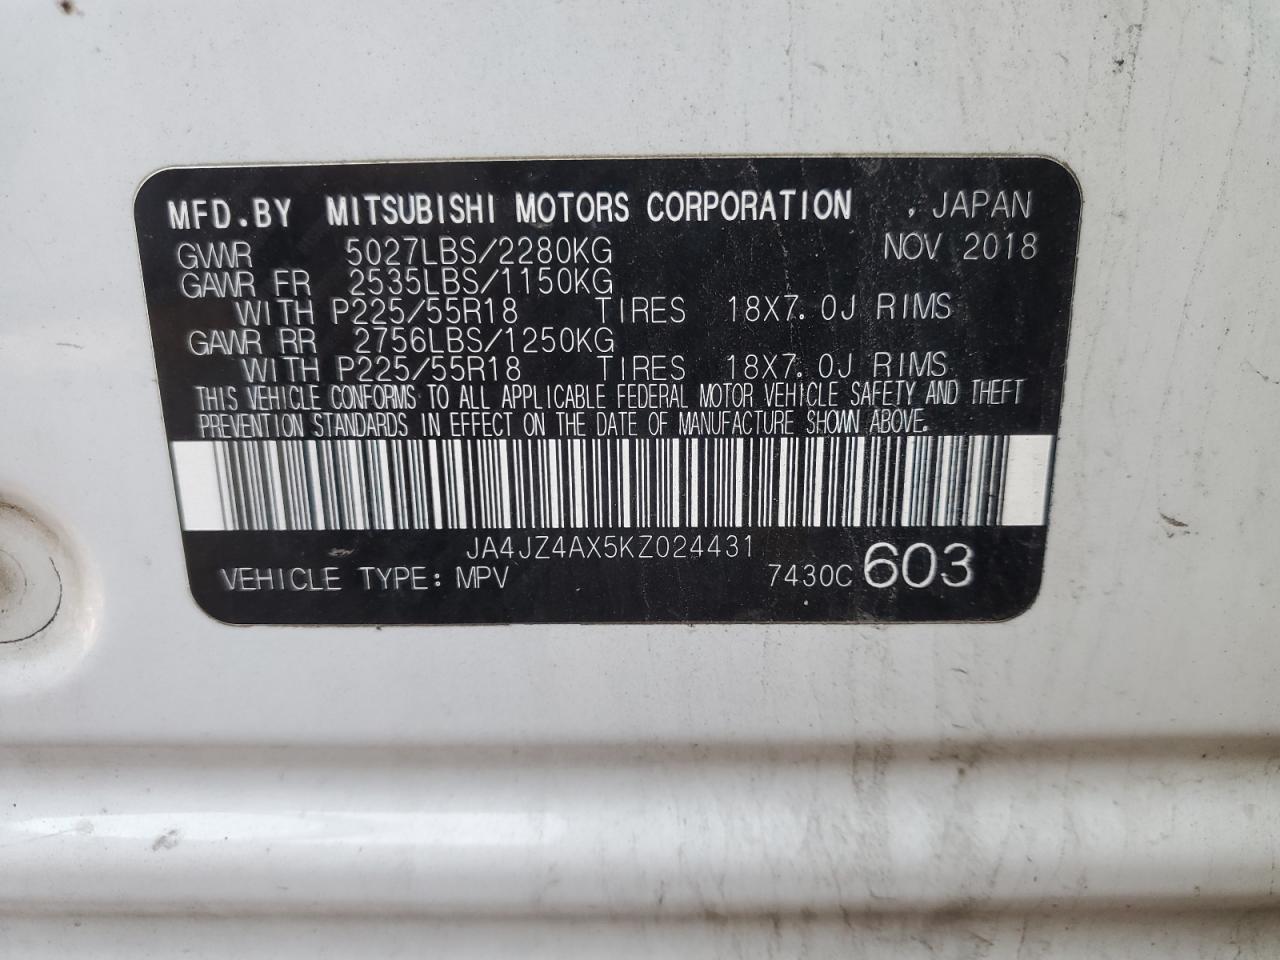 MFD.BY MITSUBISHI MOTORS CORPORATION , JAPAN
GVWR 5027LBS/2280KG NOV 2018
GAWR FR 2535LBS/1150KG
WITH P225/55R18 TIRES 18X7.0J RIMS
GAWR RR 2756LBS/1250KG
WITH P225/55R18 TIRES 18X7.0J RIMS
THIS VEHICLE CONFORMS TO ALL APPLICABLE FEDERAL MOTOR VEHICLE SAFETY AND THEFT
PREVENTION STANDARDS IN EFFECT ON THE DATE OF MANUFACTURE SHOWN ABOVE.
JA4JZ4AX5KZ024431
VEHICLE TYPE: MPV 7430C 603